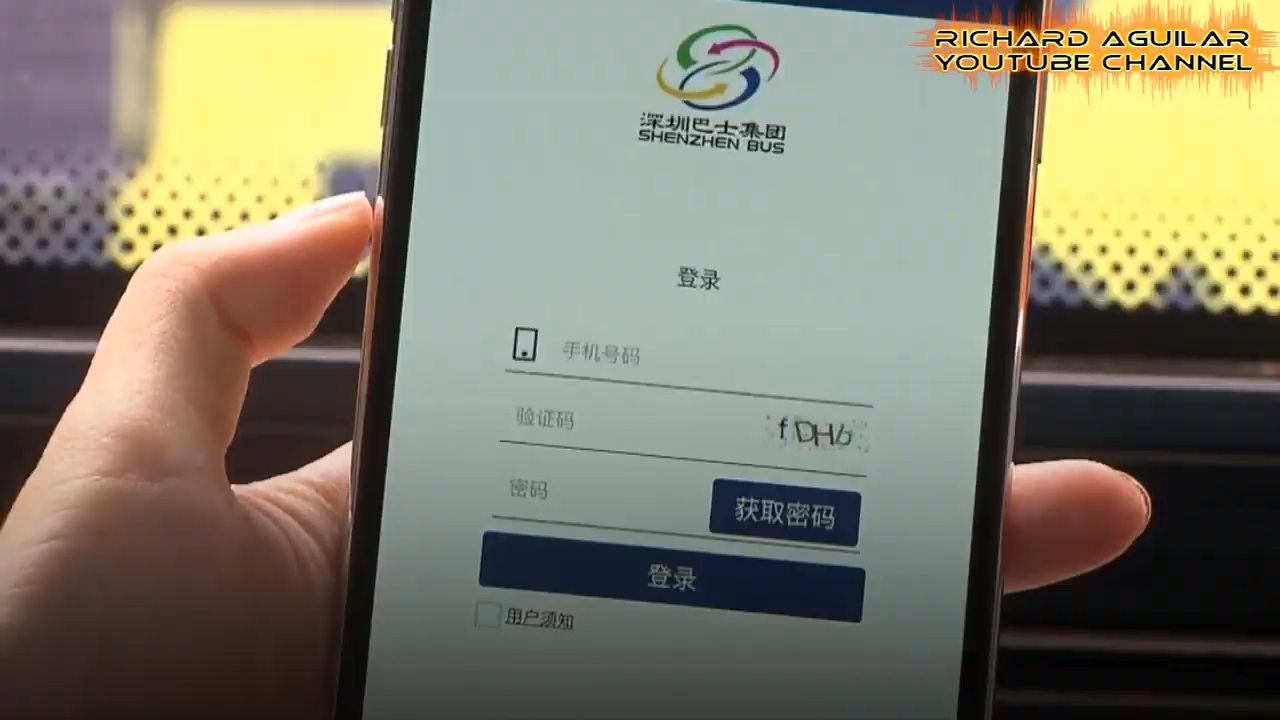 RICHARD AGUILAR
YOUTUBE CHANNEL
深圳巴士集团
SHENZHEN BUS
登录
手机号码
验证码 fDHb
密码 获取密码
登录
用户须知